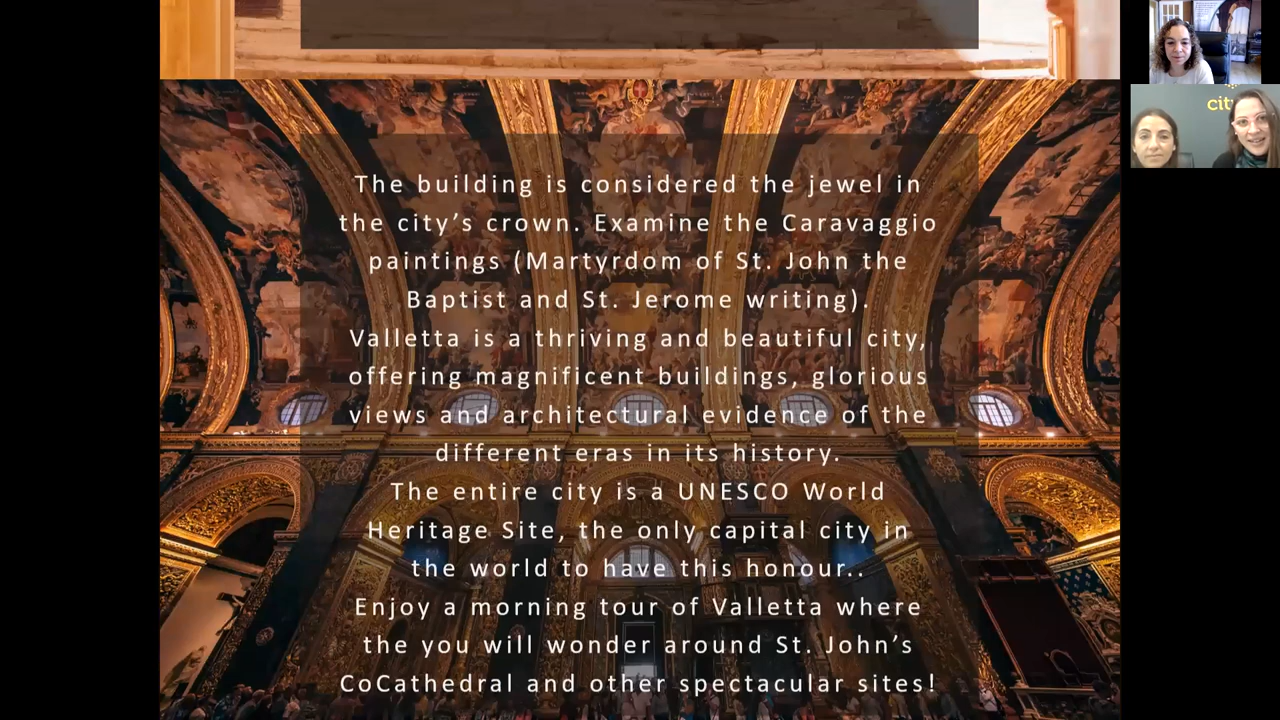 The building is considered the jewel in
the city's crown. Examine the Caravaggio
paintings (Martyrdom of St. John the
Baptist and St. Jerome writing).
Valletta is a thriving and beautiful city,
offering magnificent buildings, glorious
views and architectural evidence of the
different eras in its history.
The entire city is a UNESCO World
Heritage Site, the only capital city in
the world to have this honour..
Enjoy a morning tour of Valletta where
the you will wonder around St. John's
CoCathedral and other spectacular sites!